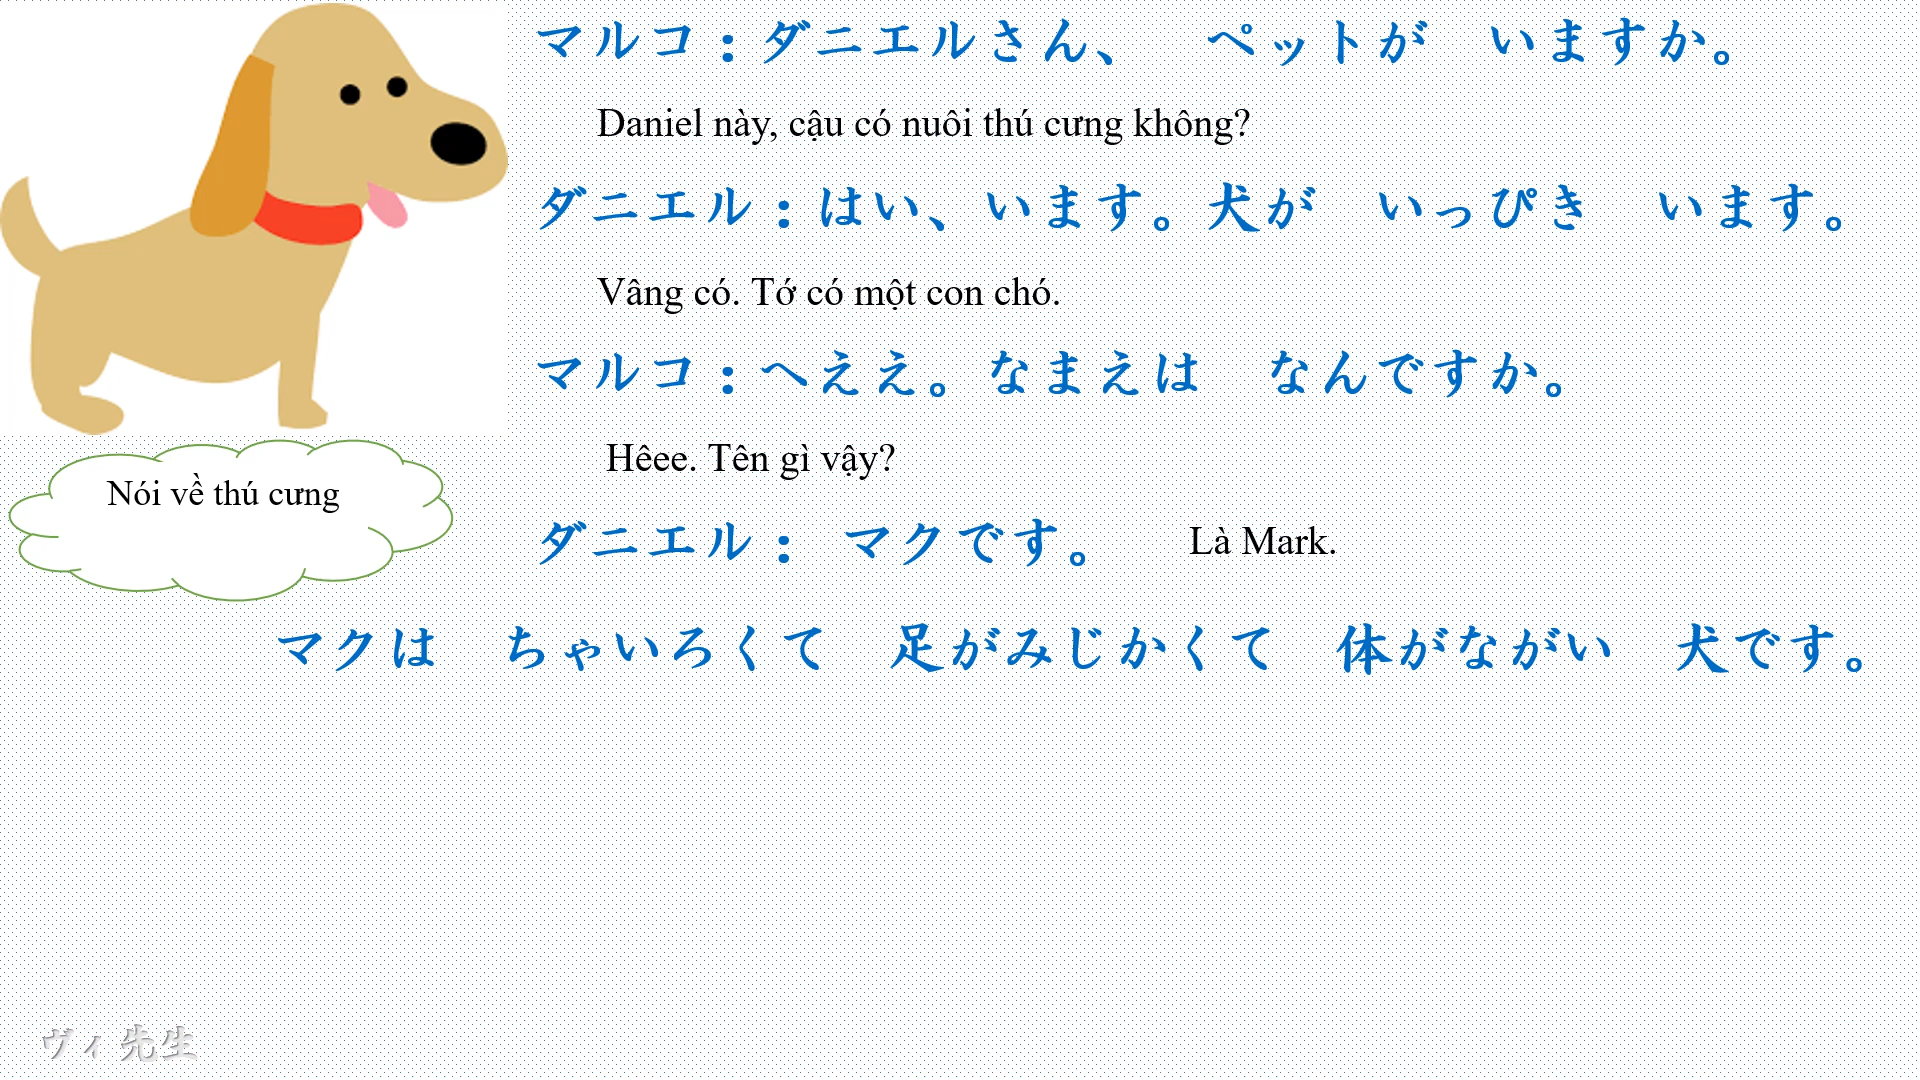 マルコ：ダニエルさん、　ペットが　いますか。
Daniel này, cậu có nuôi thú cưng không?
ダニエル：はい、います。犬が　いっぴき　います。
Vâng có. Tớ có một con chó.
マルコ：へええ。なまえは　なんですか。
Hêee. Tên gì vậy?
Nói về thú cưng
ダニエル：　マクです。　Là Mark.
マクは　ちゃいろくて　足がみじかくて　体がながい　犬です。
ヴィ先生